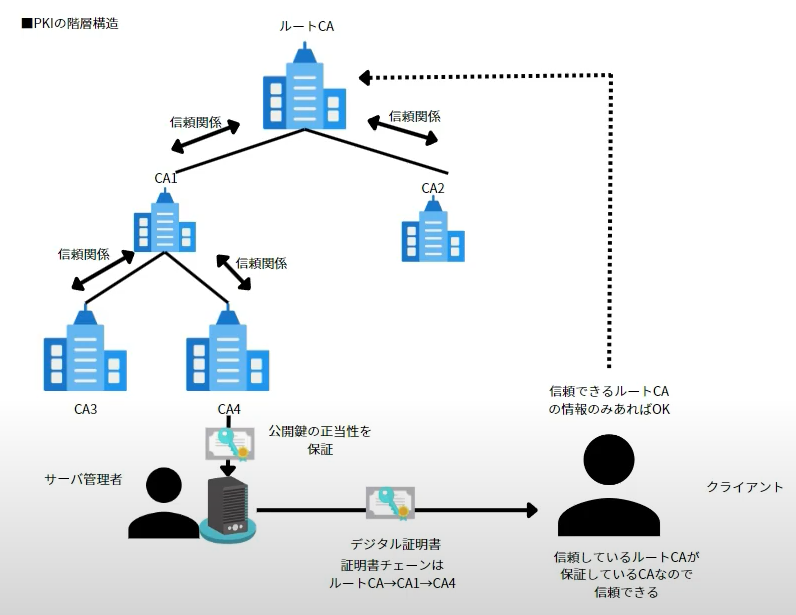 ■PKIの階層構造
ルートCA
信頼関係
信頼関係
CA1
CA2
信頼関係
信頼関係
CA3
CA4
信頼できるルートCA
の情報のみあればOK
公開鍵の正当性を
保証
サーバ管理者
クライアント
デジタル証明書
証明書チェーンは
ルートCA→CA1→CA4
信頼しているルートCAが
保証しているCAなので
信頼できる